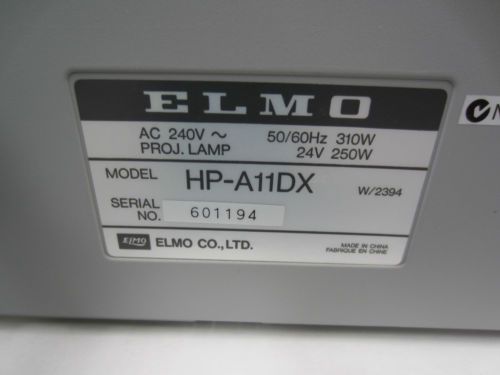 ELMO
AC 240V ~ 50/60Hz 310W
PROJ. LAMP 24V 250W
MODEL HP-A11DX W/2394
SERIAL NO. 601194
ELMO ELMO CO.,LTD.
MADE IN CHINA
FABRIQUE EN CHINE